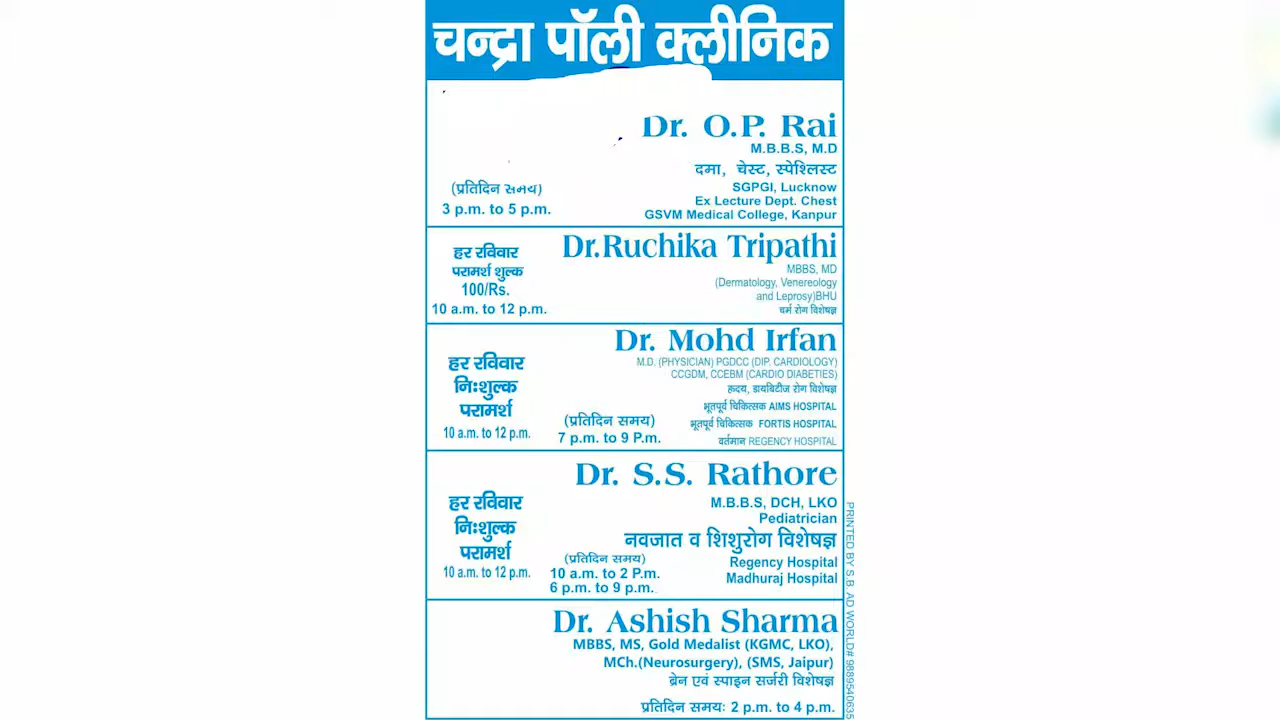 चन्द्रा पॉली क्लीनिक
Dr. O.P. Rai
M.B.B.S, M.D
दमा, चेस्ट, स्पेश्लिस्ट
SGPGI, Lucknow
Ex Lecture Dept. Chest
GSVM Medical College, Kanpur
(प्रतिदिन समय)
3 p.m. to 5 p.m.
Dr.Ruchika Tripathi
MBBS, MD
(Dermatology, Venereology
and Leprosy)BHU
चर्म रोग विशेषज्ञ
हर रविवार
परामर्श शुल्क
100/Rs.
10 a.m. to 12 p.m.
Dr. Mohd Irfan
M.D. (PHYSICIAN) PGDCC (DIP. CARDIOLOGY)
CCGDM, CCEBM (CARDIO DIABETIES)
ह्रदय, डायबिटीज रोग विशेषज्ञ
भूतपूर्व चिकित्सक AIMS HOSPITAL
भूतपूर्व चिकित्सक FORTIS HOSPITAL
वर्तमान REGENCY HOSPITAL
हर रविवार
निःशुल्क
परामर्श
10 a.m. to 12 p.m.
(प्रतिदिन समय)
7 p.m. to 9 P.m.
Dr. S.S. Rathore
M.B.B.S, DCH, LKO
Pediatrician
नवजात व शिशुरोग विशेषज्ञ
Regency Hospital
Madhuraj Hospital
हर रविवार
निःशुल्क
परामर्श
10 a.m. to 12 p.m.
(प्रतिदिन समय)
10 a.m. to 2 P.m.
6 p.m. to 9 p.m.
Dr. Ashish Sharma
MBBS, MS, Gold Medalist (KGMC, LKO),
MCh.(Neurosurgery), (SMS, Jaipur)
ब्रेन एवं स्पाइन सर्जरी विशेषज्ञ
प्रतिदिन समयः 2 p.m. to 4 p.m.
PRINTED BY S.B. AD WORLD# 9889540635